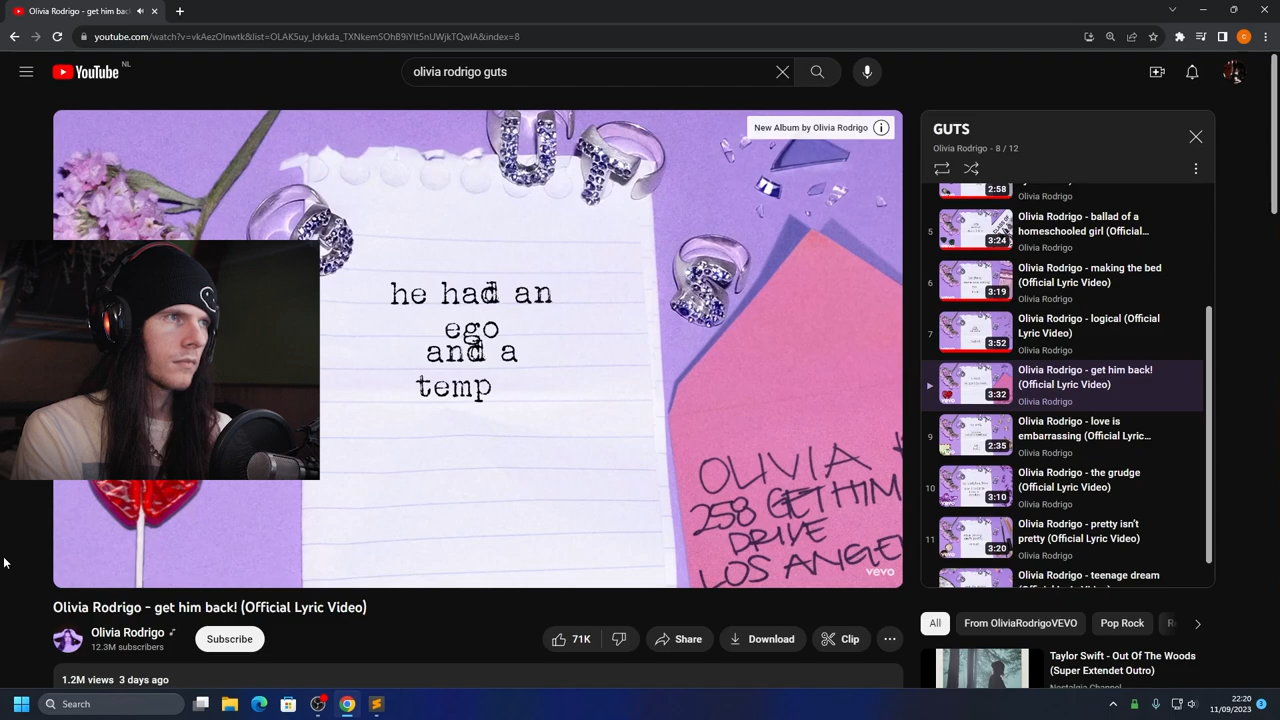 Olivia Rodrigo - get him back
youtube.com/watch?v=vkAezOlnwtk&list=OLAK5uy_ldvkda_TXNkemSOhB9iYIt5nUWjkTQwIA&index=8
YouTube NL
olivia rodrigo guts
New Album by Olivia Rodrigo
UTS
he had an
ego
and a
temp
OLIVIA
258 GET HIM
DRIVE
LOS ANGE
vevo
GUTS
Olivia Rodrigo - 8 / 12
2:58
Olivia Rodrigo
5
3:24
Olivia Rodrigo - ballad of a
homeschooled girl (Official...
Olivia Rodrigo
6
3:19
Olivia Rodrigo - making the bed
(Official Lyric Video)
Olivia Rodrigo
7
3:52
Olivia Rodrigo - logical (Official
Lyric Video)
Olivia Rodrigo
3:32
Olivia Rodrigo - get him back!
(Official Lyric Video)
Olivia Rodrigo
9
2:35
Olivia Rodrigo - love is
embarrassing (Official Lyric...
Olivia Rodrigo
10
3:10
Olivia Rodrigo - the grudge
(Official Lyric Video)
Olivia Rodrigo
11
3:20
Olivia Rodrigo - pretty isn't
pretty (Official Lyric Video)
Olivia Rodrigo
Olivia Rodrigo - teenage dream
Olivia Rodrigo - get him back! (Official Lyric Video)
Olivia Rodrigo
12.3M subscribers
Subscribe
71K
Share
Download
Clip
1.2M views 3 days ago
All
From OliviaRodrigoVEVO
Pop Rock
Taylor Swift - Out Of The Woods
(Super Extendet Outro)
Nostalgia Channel
Search
22:20
11/09/2023
3